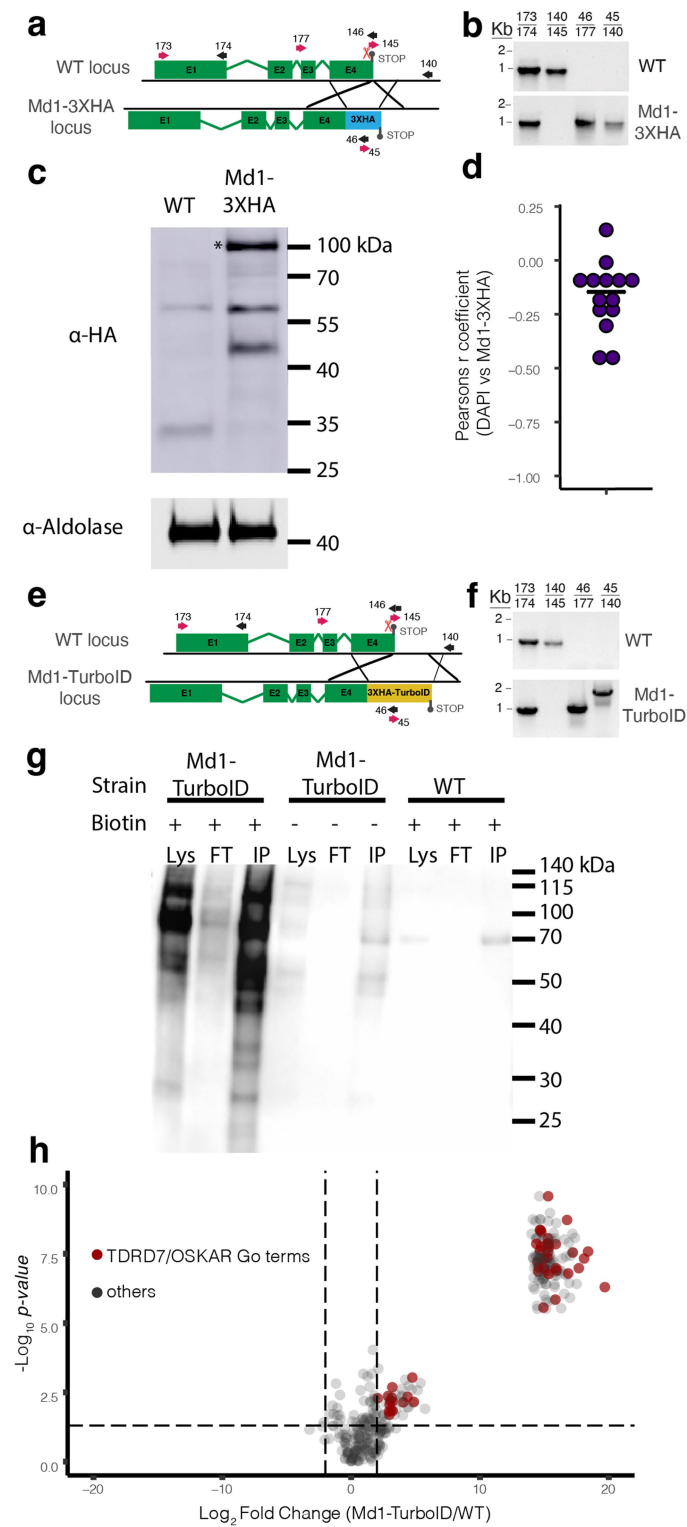 a
173
174
177
146
145
140
WT locus
E1
E2
E3
E4
STOP
Md1-3XHA
locus
E1
E2
E3
E4
3XHA
STOP
46
45
b
Kb
173
174
140
145
46
177
45
140
2
1
WT
2
1
Md1-
3XHA
c
WT
Md1-
3XHA
α-HA
*
100 kDa
70
55
40
35
25
α-Aldolase
40
d
Pearsons r coefficient
(DAPI vs Md1-3XHA)
0.25
0.00
−0.25
−0.50
−0.75
−1.00
e
173
174
177
146
145
140
WT locus
E1
E2
E3
E4
STOP
Md1-TurboID
locus
E1
E2
E3
E4
3XHA-TurboID
STOP
46
45
f
Kb
173
174
140
145
46
177
45
140
2
1
WT
2
1
Md1-
TurboID
g
Strain
Md1-
TurboID
Md1-
TurboID
WT
Biotin
+ + + - - - + + +
Lys FT IP Lys FT IP Lys FT IP
140 kDa
115
100
70
50
40
30
25
h
-Log10 p-value
10.0
7.5
5.0
2.5
0.0
TDRD7/OSKAR Go terms
others
−20 −10 0 10 20
Log2 Fold Change (Md1-TurboID/WT)